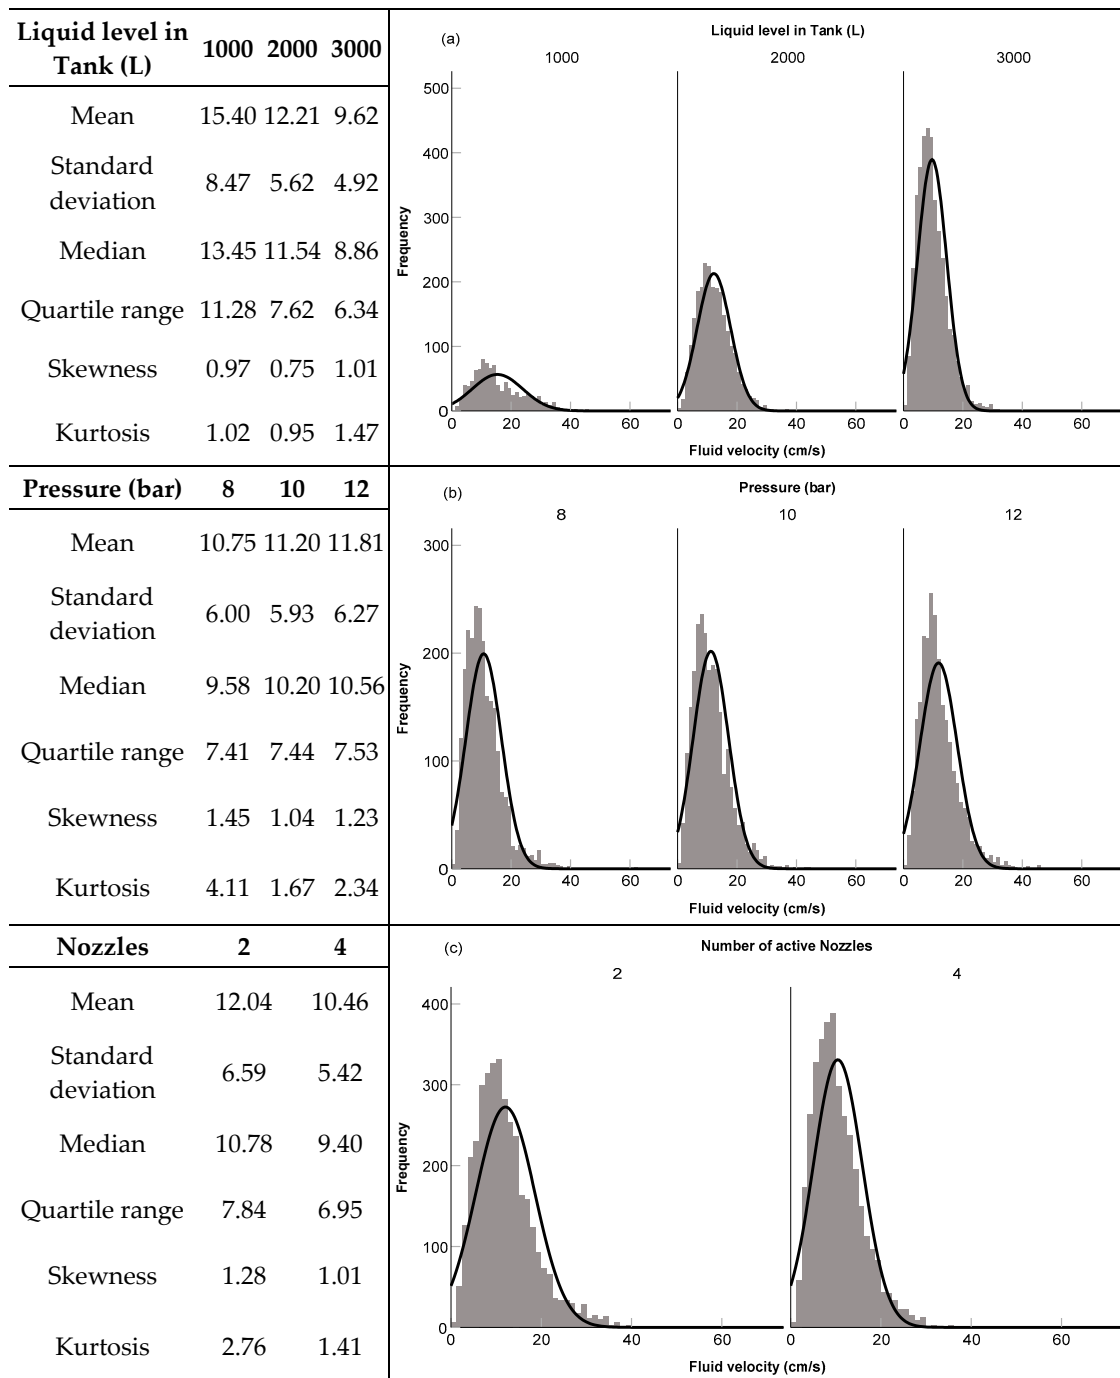 Liquid level in Tank (L) 1000 2000 3000
Mean 15.40 12.21 9.62
Standard deviation 8.47 5.62 4.92
Median 13.45 11.54 8.86
Quartile range 11.28 7.62 6.34
Skewness 0.97 0.75 1.01
Kurtosis 1.02 0.95 1.47
(a) Liquid level in Tank (L)
1000 2000 3000
500
400
300
200
100
0
Frequency
0 20 40 60 0 20 40 60 0 20 40 60
Fluid velocity (cm/s)
Pressure (bar) 8 10 12
Mean 10.75 11.20 11.81
Standard deviation 6.00 5.93 6.27
Median 9.58 10.20 10.56
Quartile range 7.41 7.44 7.53
Skewness 1.45 1.04 1.23
Kurtosis 4.11 1.67 2.34
(b) Pressure (bar)
8 10 12
300
200
100
0
Frequency
0 20 40 60 0 20 40 60 0 20 40 60
Fluid velocity (cm/s)
Nozzles 2 4
Mean 12.04 10.46
Standard deviation 6.59 5.42
Median 10.78 9.40
Quartile range 7.84 6.95
Skewness 1.28 1.01
Kurtosis 2.76 1.41
(c) Number of active Nozzles
2 4
400
300
200
100
0
Frequency
0 20 40 60 0 20 40 60
Fluid velocity (cm/s)